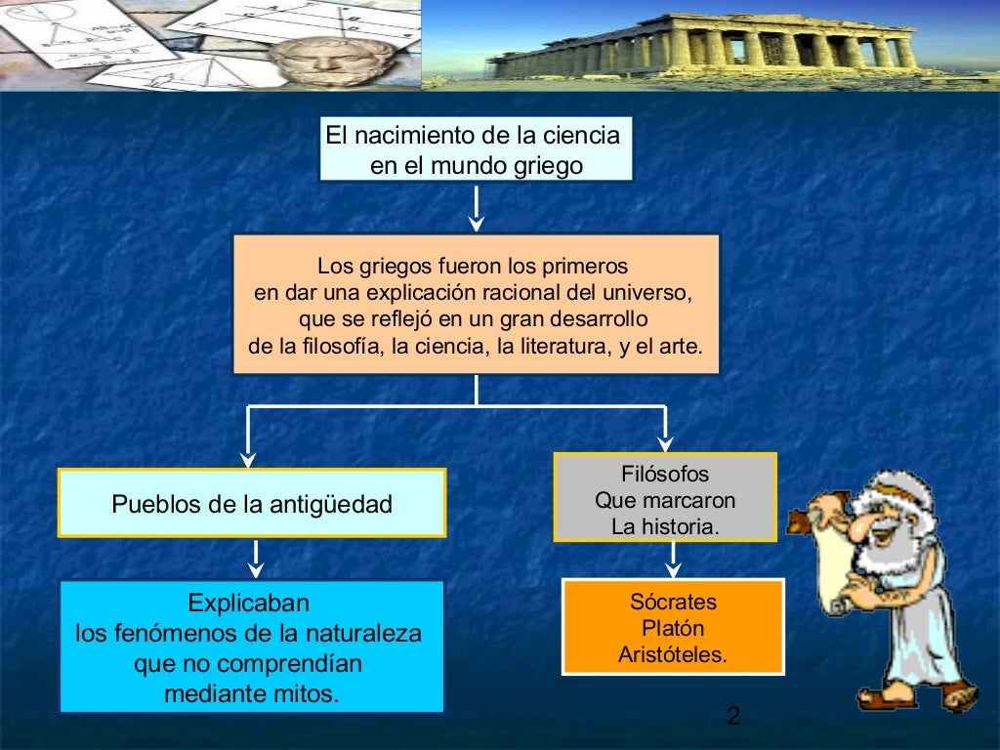 El nacimiento de la ciencia
en el mundo griego
Los griegos fueron los primeros
en dar una explicación racional del universo,
que se reflejó en un gran desarrollo
de la filosofía, la ciencia, la literatura, y el arte.
Pueblos de la antigüedad
Filósofos
Que marcaron
La historia.
Explicaban
los fenómenos de la naturaleza
que no comprendían
mediante mitos.
Sócrates
Platón
Aristóteles.
2